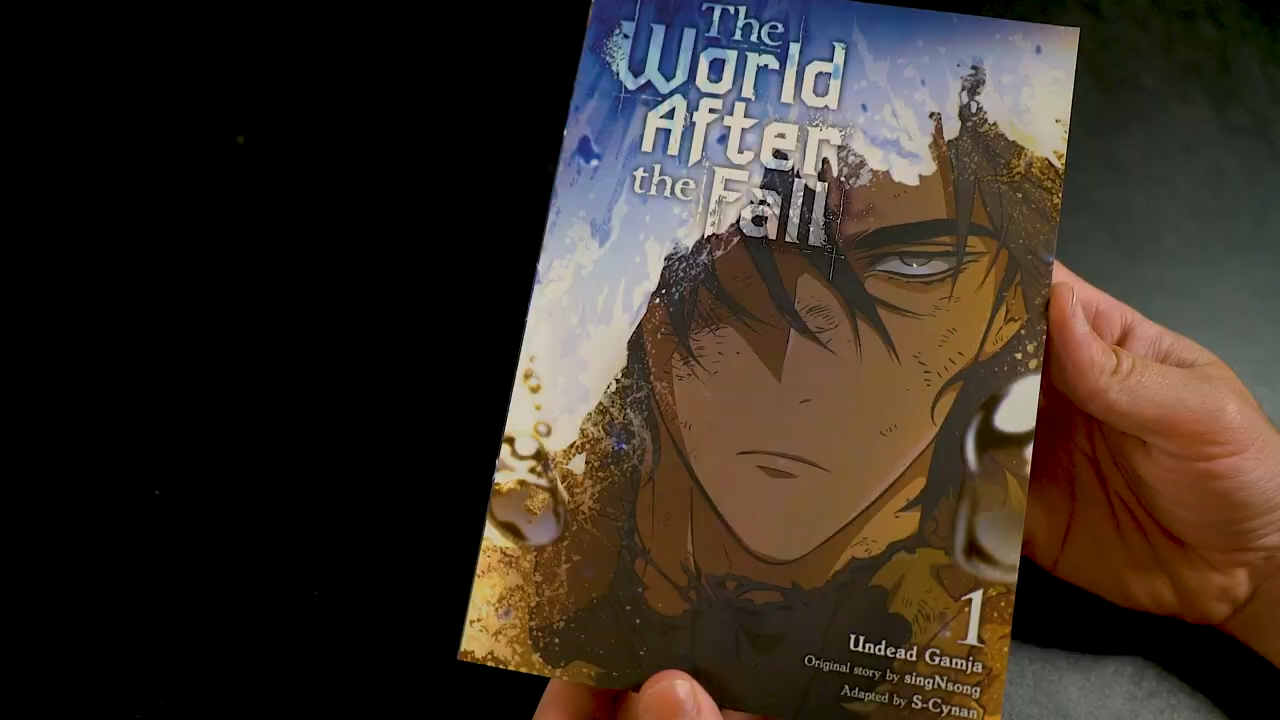 The
World
After
the Fall
1
Undead Gamja
Original story by singNsong
Adapted by S-Cynan